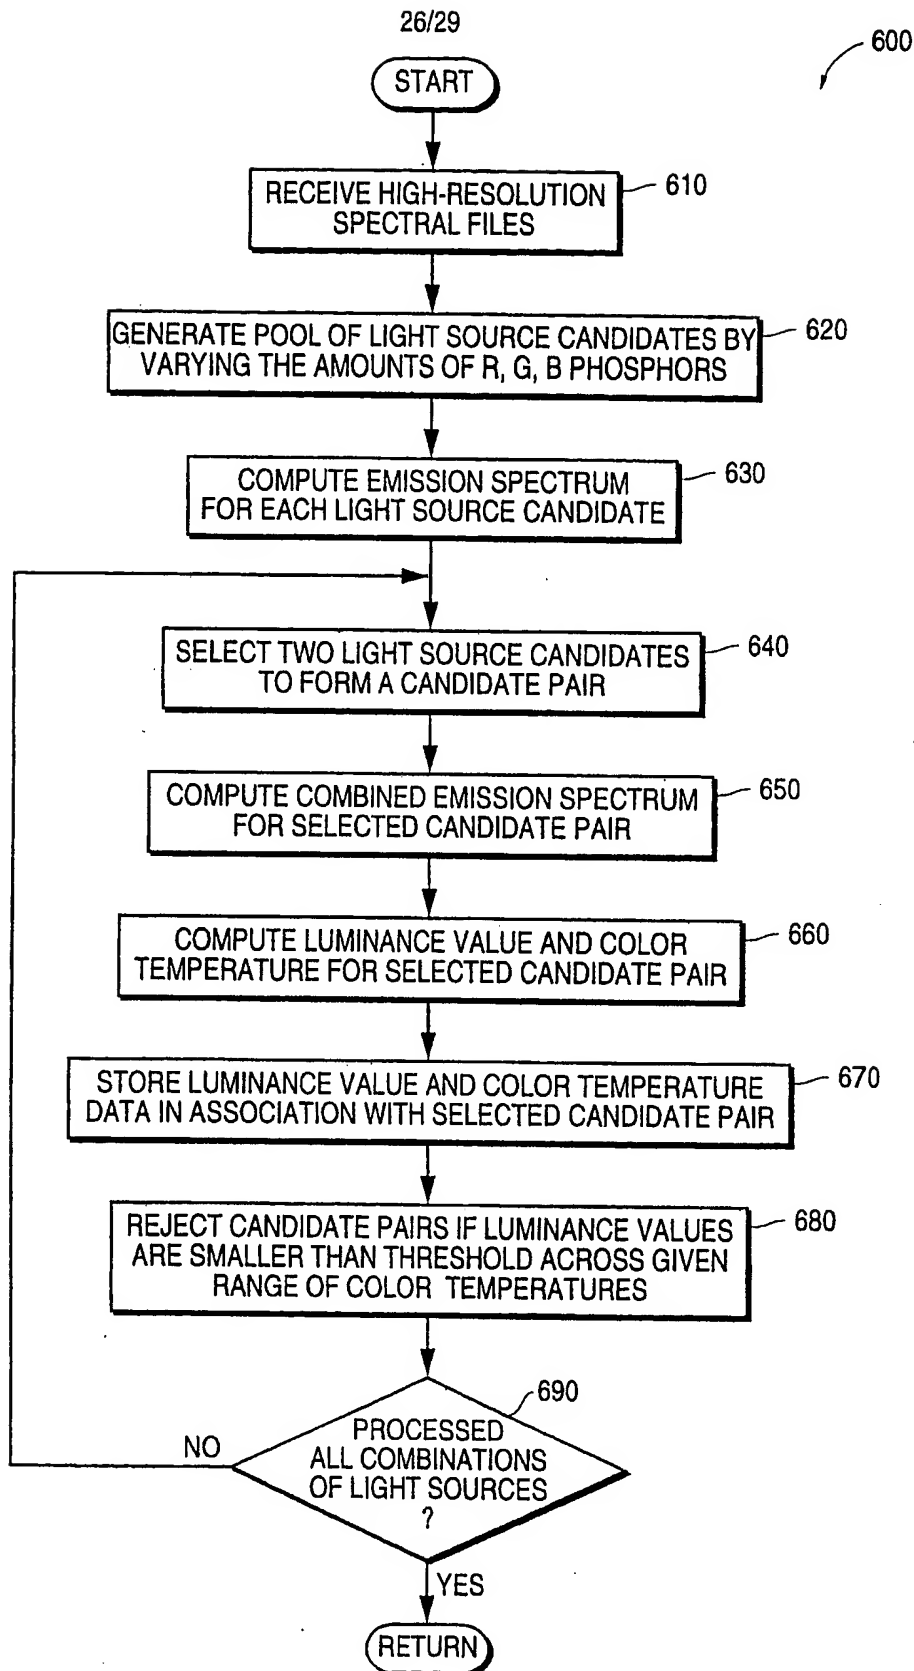 26/29
600
START
RECEIVE HIGH-RESOLUTION
SPECTRAL FILES
610
GENERATE POOL OF LIGHT SOURCE CANDIDATES BY
VARYING THE AMOUNTS OF R, G, B PHOSPHORS
620
COMPUTE EMISSION SPECTRUM
FOR EACH LIGHT SOURCE CANDIDATE
630
SELECT TWO LIGHT SOURCE CANDIDATES
TO FORM A CANDIDATE PAIR
640
COMPUTE COMBINED EMISSION SPECTRUM
FOR SELECTED CANDIDATE PAIR
650
COMPUTE LUMINANCE VALUE AND COLOR
TEMPERATURE FOR SELECTED CANDIDATE PAIR
660
STORE LUMINANCE VALUE AND COLOR TEMPERATURE
DATA IN ASSOCIATION WITH SELECTED CANDIDATE PAIR
670
REJECT CANDIDATE PAIRS IF LUMINANCE VALUES
ARE SMALLER THAN THRESHOLD ACROSS GIVEN
RANGE OF COLOR TEMPERATURES
680
690
PROCESSED
ALL COMBINATIONS
OF LIGHT SOURCES
?
NO
YES
RETURN